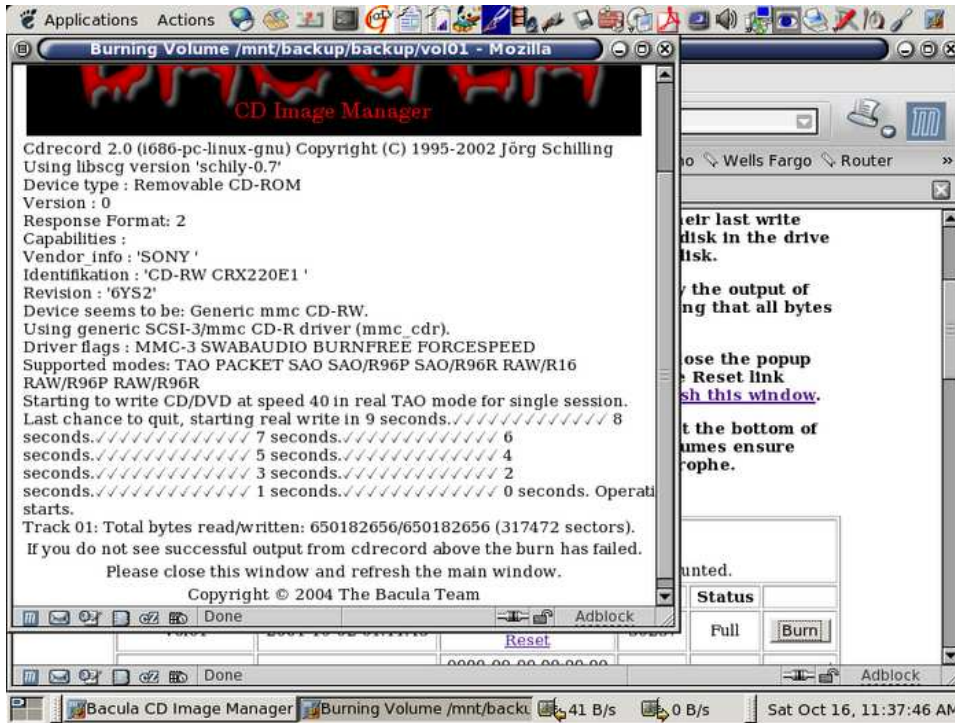 Applications Actions
Burning Volume /mnt/backup/backup/vol01 - Mozilla
BACULA
CD Image Manager
Cdrecord 2.0 (i686-pc-linux-gnu) Copyright (C) 1995-2002 Jörg Schilling
Using libscg version 'schily-0.7'
Device type : Removable CD-ROM
Version : 0
Response Format: 2
Capabilities :
Vendor_info : 'SONY '
Identifikation : 'CD-RW CRX220E1 '
Revision : '6YS2'
Device seems to be: Generic mmc CD-RW.
Using generic SCSI-3/mmc CD-R driver (mmc_cdr).
Driver flags : MMC-3 SWABAUDIO BURNFREE FORCESPEED
Supported modes: TAO PACKET SAO SAO/R96P SAO/R96R RAW/R16
RAW/R96P RAW/R96R
Starting to write CD/DVD at speed 40 in real TAO mode for single session.
Last chance to quit, starting real write in 9 seconds.✓✓✓✓✓✓✓✓✓✓✓✓✓ 8
seconds.✓✓✓✓✓✓✓✓✓✓✓✓✓ 7 seconds.✓✓✓✓✓✓✓✓✓✓✓✓✓ 6
seconds.✓✓✓✓✓✓✓✓✓✓✓✓✓ 5 seconds.✓✓✓✓✓✓✓✓✓✓✓✓✓ 4
seconds.✓✓✓✓✓✓✓✓✓✓✓✓✓ 3 seconds.✓✓✓✓✓✓✓✓✓✓✓✓✓ 2
seconds.✓✓✓✓✓✓✓✓✓✓✓✓✓ 1 seconds.✓✓✓✓✓✓✓✓✓✓✓✓✓ 0 seconds. Operati
starts.
Track 01: Total bytes read/written: 650182656/650182656 (317472 sectors).
If you do not see successful output from cdrecord above the burn has failed.
Please close this window and refresh the main window.
Copyright © 2004 The Bacula Team
Done
Adblock
Wells Fargo Router »
eir last write
disk in the drive
lisk.
the output of
ng that all bytes
lose the popup
Reset link
sh this window.
t the bottom of
umes ensure
rophe.
unted.
Status
Reset
Full
Burn
Done
Adblock
Bacula CD Image Manager
Burning Volume /mnt/backu
41 B/s
0 B/s
Sat Oct 16, 11:37:46 AM